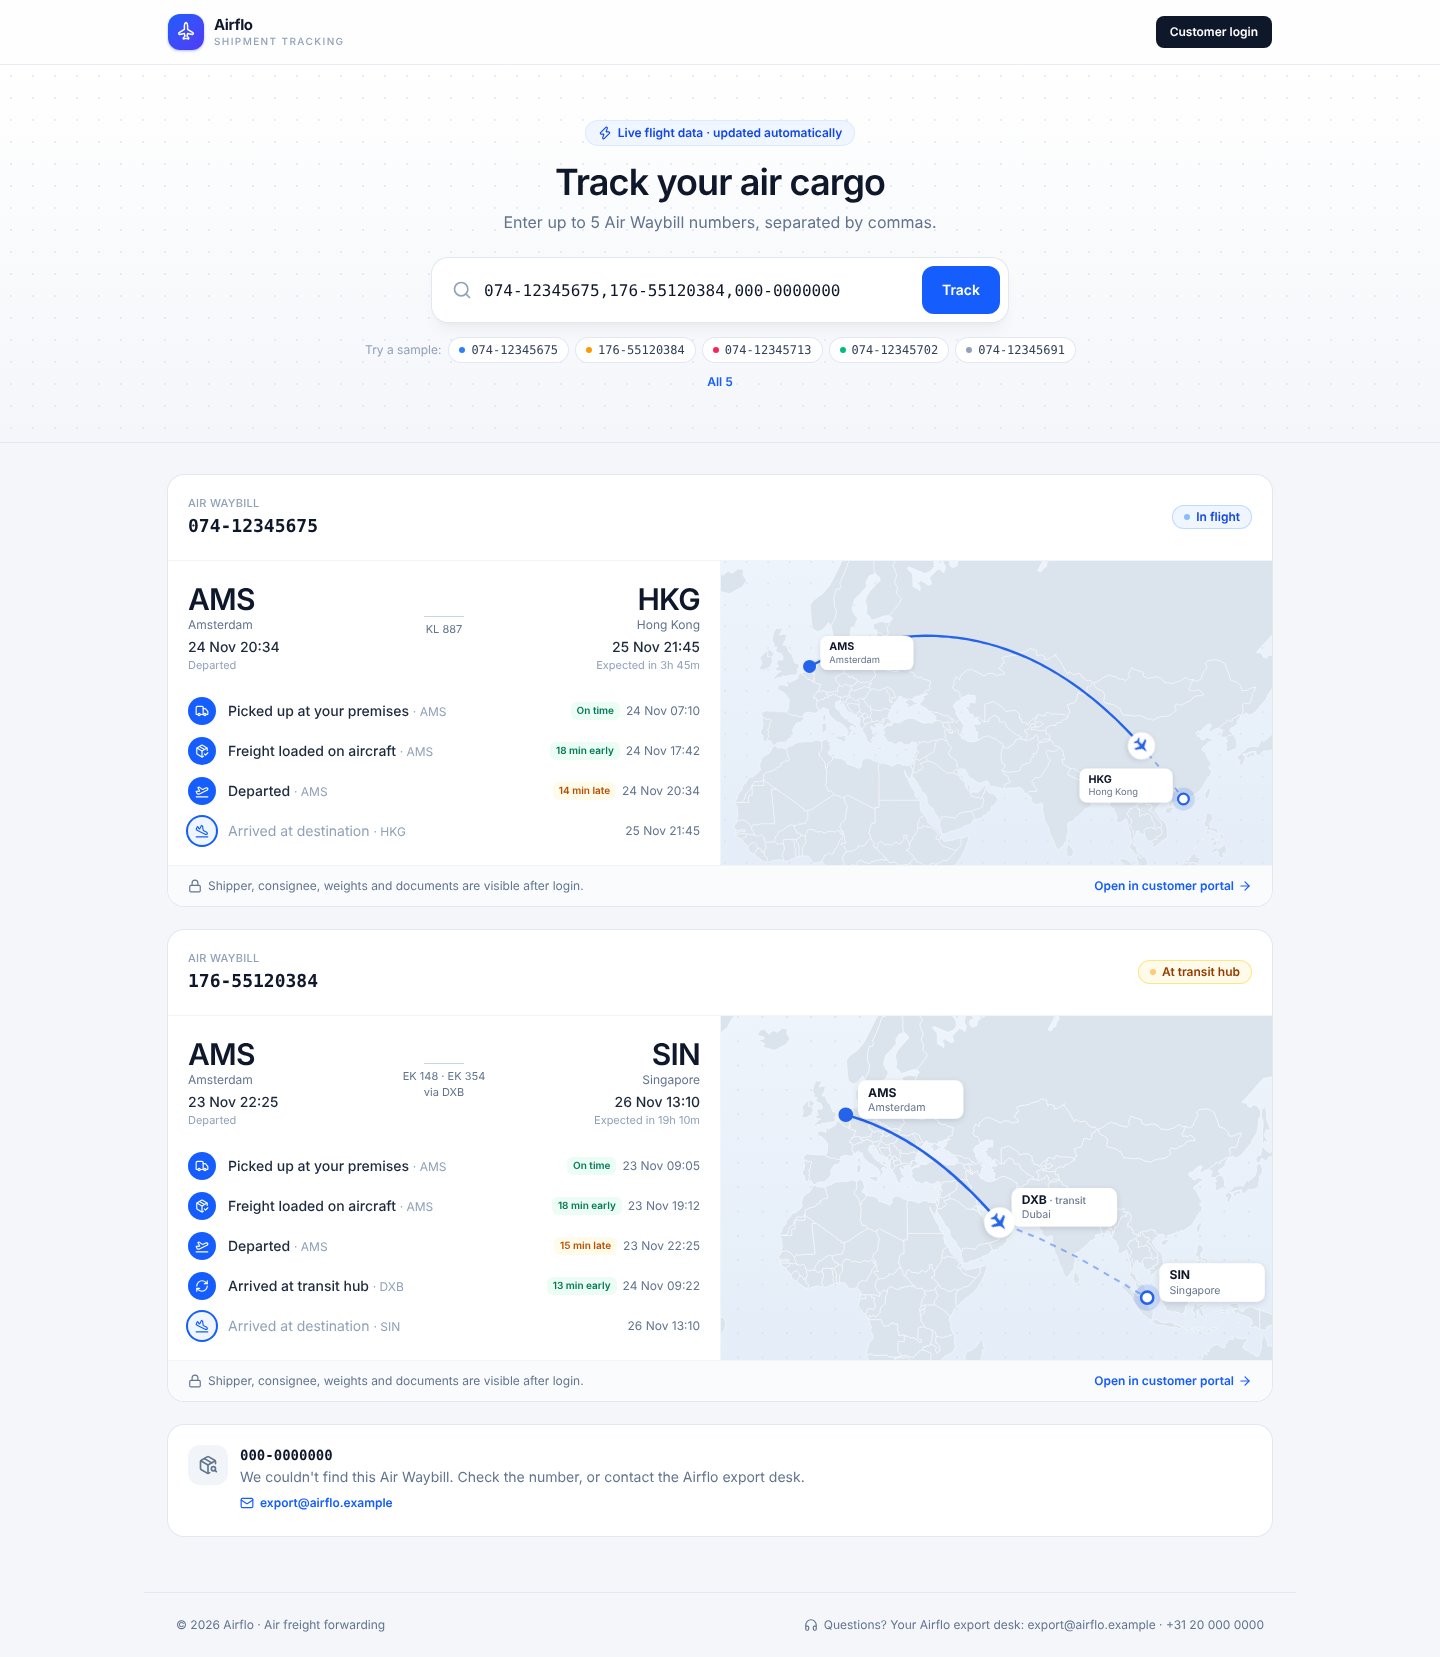 Airflo
SHIPMENT TRACKING
Customer login
Live flight data · updated automatically
Track your air cargo
Enter up to 5 Air Waybill numbers, separated by commas.
074-12345675,176-55120384,000-0000000
Track
Try a sample:
074-12345675
176-55120384
074-12345713
074-12345702
074-12345691
All 5
AIR WAYBILL
074-12345675
In flight
AMS
Amsterdam
24 Nov 20:34
Departed
KL 887
HKG
Hong Kong
25 Nov 21:45
Expected in 3h 45m
Picked up at your premises · AMS
On time
24 Nov 07:10
Freight loaded on aircraft · AMS
18 min early
24 Nov 17:42
Departed · AMS
14 min late
24 Nov 20:34
Arrived at destination · HKG
25 Nov 21:45
AMS
Amsterdam
HKG
Hong Kong
Shipper, consignee, weights and documents are visible after login.
Open in customer portal
AIR WAYBILL
176-55120384
At transit hub
AMS
Amsterdam
23 Nov 22:25
Departed
EK 148 · EK 354
via DXB
SIN
Singapore
26 Nov 13:10
Expected in 19h 10m
Picked up at your premises · AMS
On time
23 Nov 09:05
Freight loaded on aircraft · AMS
18 min early
23 Nov 19:12
Departed · AMS
15 min late
23 Nov 22:25
Arrived at transit hub · DXB
13 min early
24 Nov 09:22
Arrived at destination · SIN
26 Nov 13:10
AMS
Amsterdam
DXB · transit
Dubai
SIN
Singapore
Shipper, consignee, weights and documents are visible after login.
Open in customer portal
000-0000000
We couldn't find this Air Waybill. Check the number, or contact the Airflo export desk.
export@airflo.example
© 2026 Airflo · Air freight forwarding
Questions? Your Airflo export desk: export@airflo.example · +31 20 000 0000